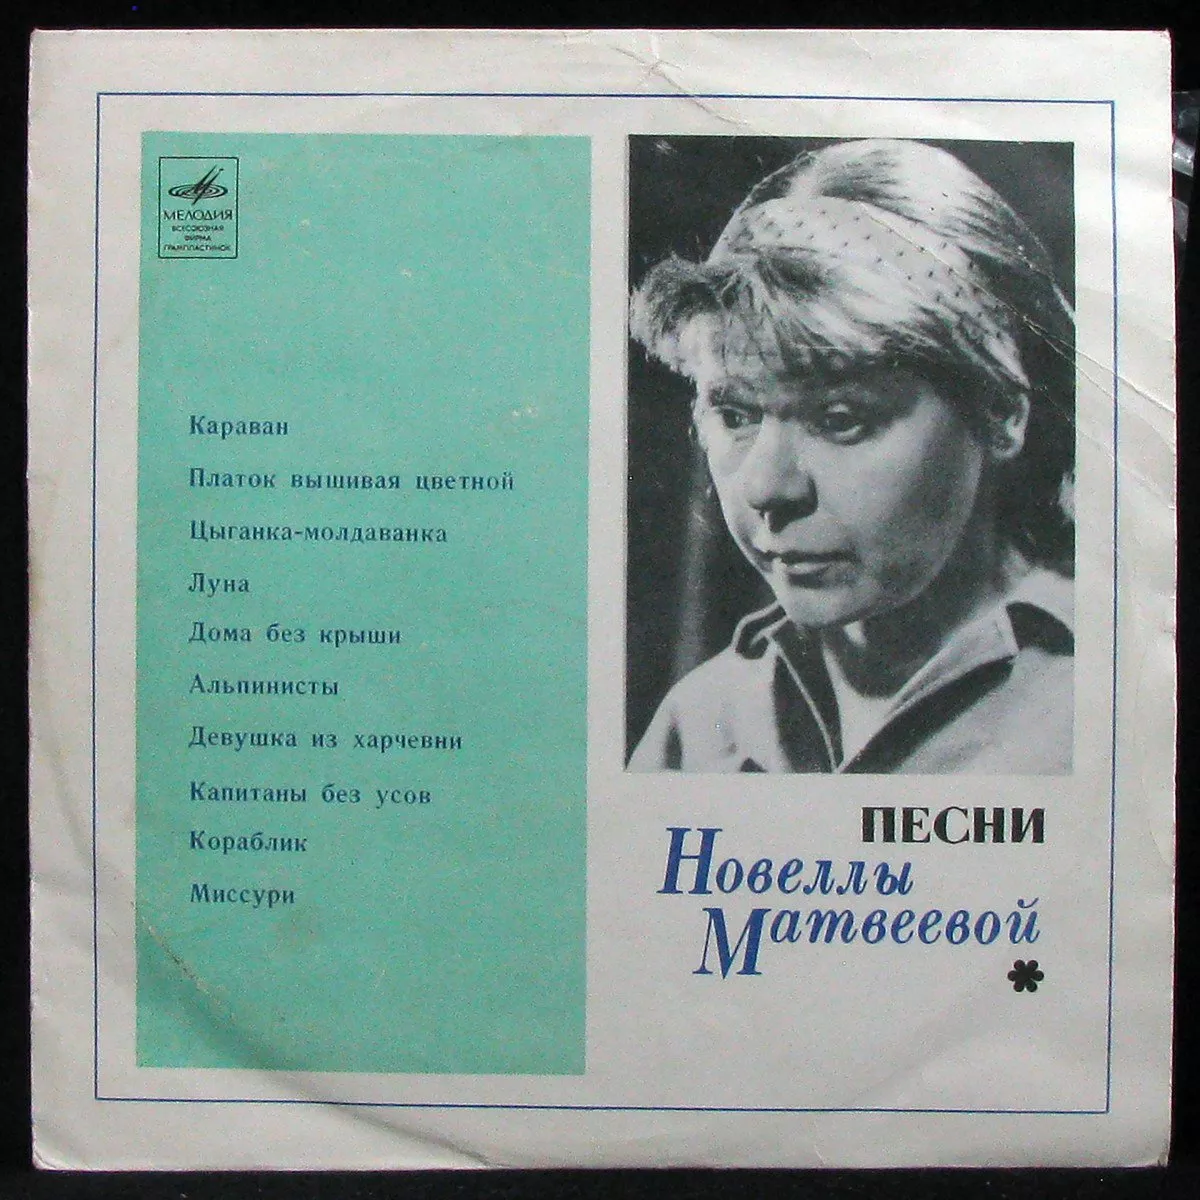 МЕЛОДИЯ
ВСЕСОЮЗНАЯ
ФИРМА
ГРАМПЛАСТИНОК
Караван
Платок вышивая цветной
Цыганка-молдаванка
Луна
Дома без крыши
Альпинисты
Девушка из харчевни
Капитаны без усов
Кораблик
Миссури
ПЕСНИ
Новеллы
Матвеевой